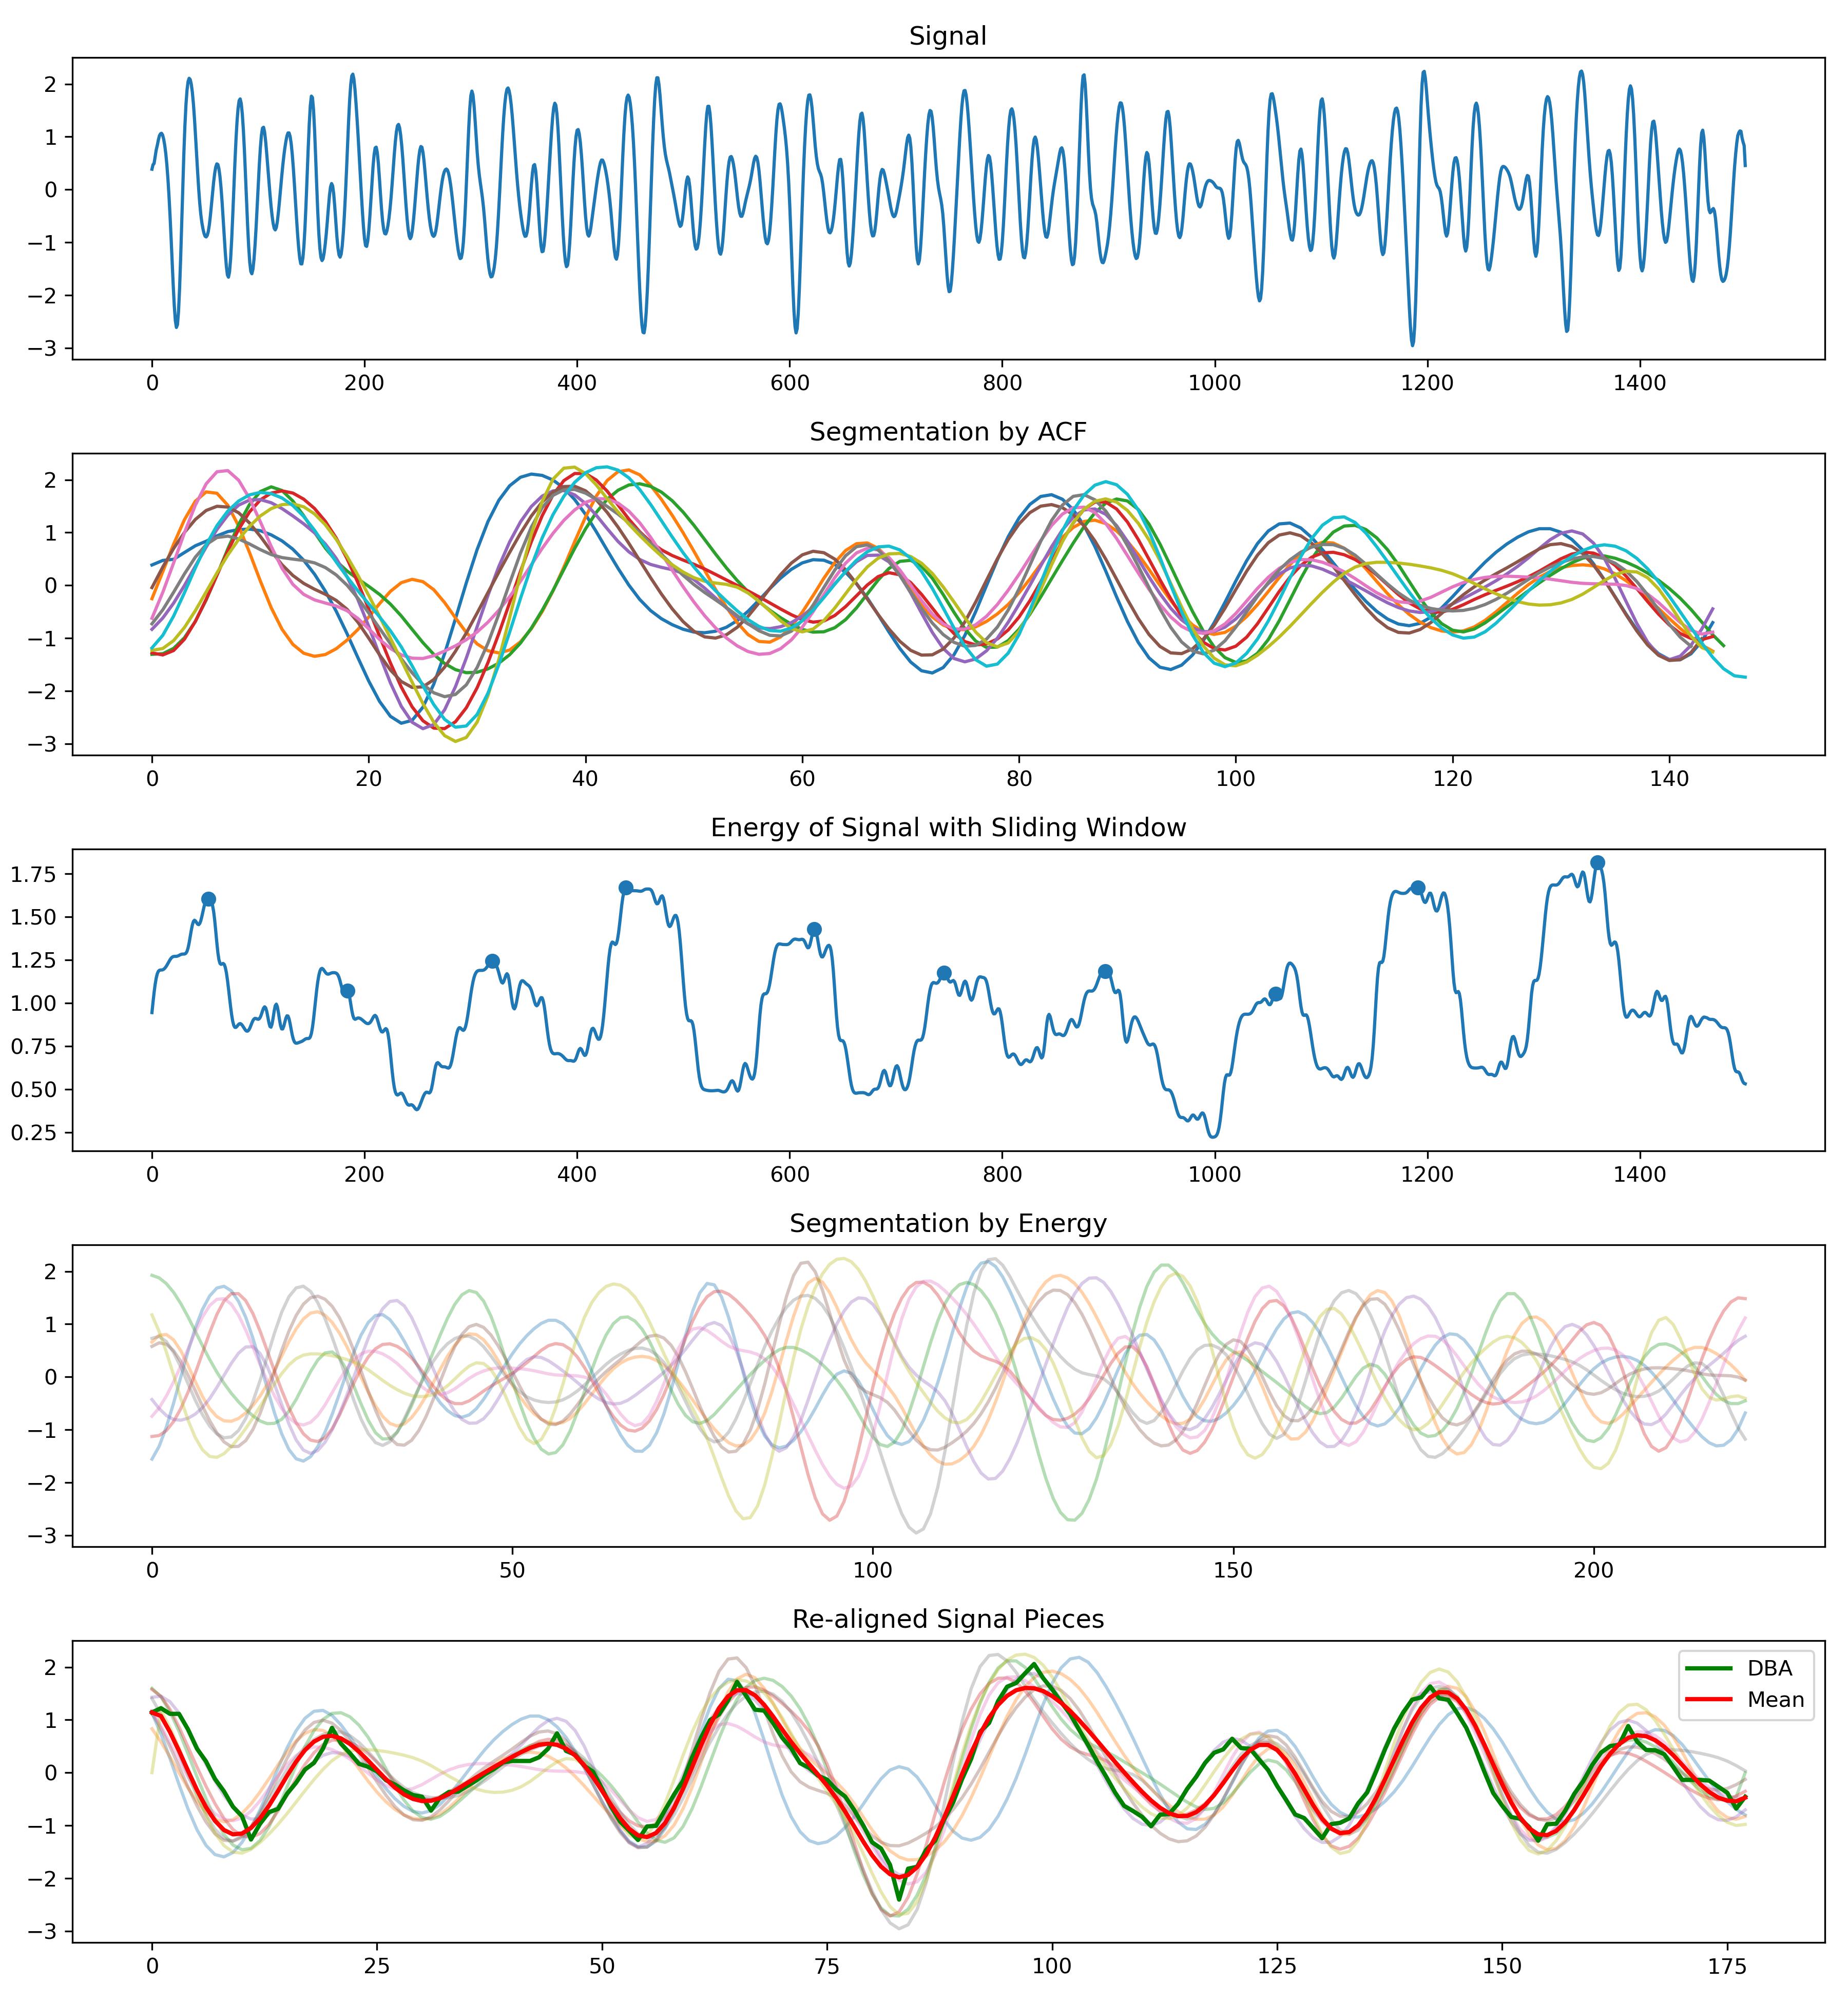 Signal
2
1
0
−1
−2
−3
0 200 400 600 800 1000 1200 1400
Segmentation by ACF
2
1
0
−1
−2
−3
0 20 40 60 80 100 120 140
Energy of Signal with Sliding Window
1.75
1.50
1.25
1.00
0.75
0.50
0.25
0 200 400 600 800 1000 1200 1400
Segmentation by Energy
2
1
0
−1
−2
−3
0 50 100 150 200
Re-aligned Signal Pieces
2
1
0
−1
−2
−3
DBA
Mean
0 25 50 75 100 125 150 175